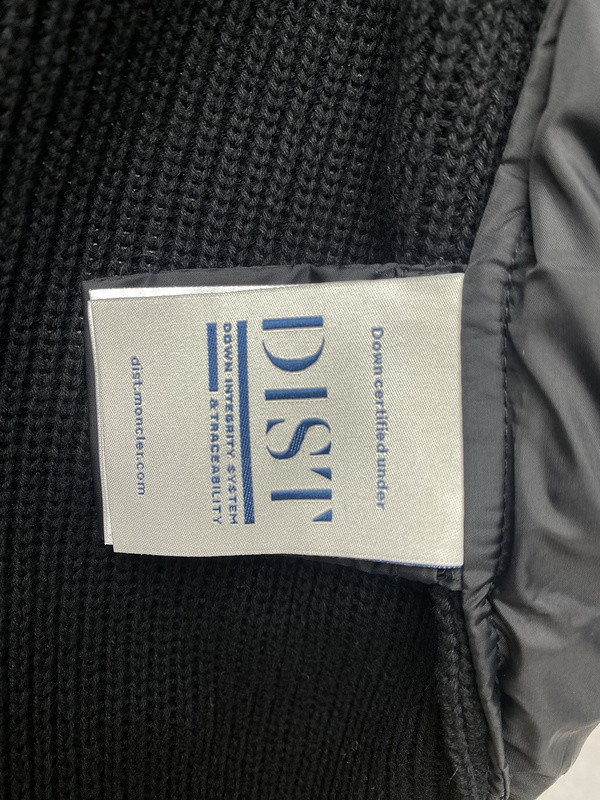 Down certified under
DIST
DOWN INTEGRITY SYSTEM
& TRACEABILITY
dist.moncler.com